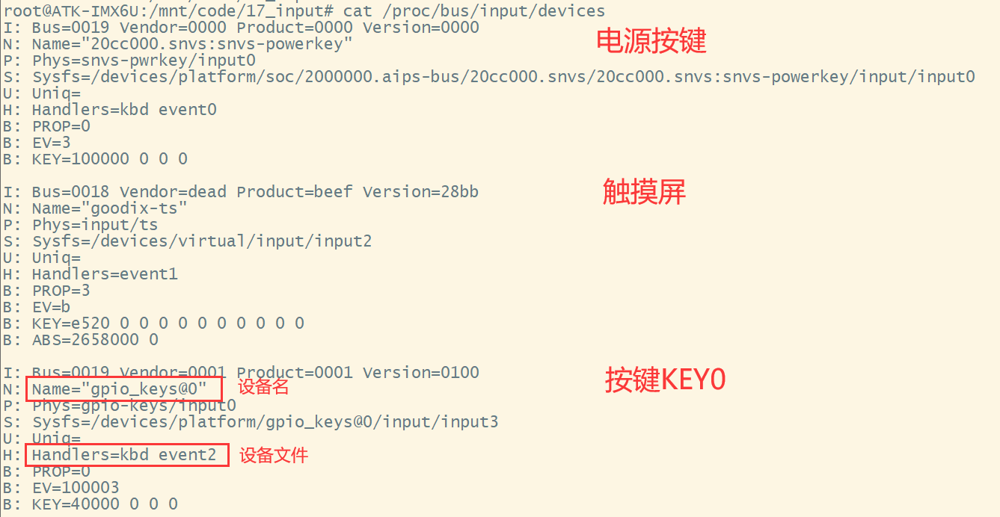 root@ATK-IMX6U:/mnt/code/17_input# cat /proc/bus/input/devices
I: Bus=0019 Vendor=0000 Product=0000 Version=0000
电源按键
N: Name="20cc000.snvs:snvs-powerkey"
P: Phys=snvs-pwrkey/input0
S: Sysfs=/devices/platform/soc/2000000.aips-bus/20cc000.snvs/20cc000.snvs:snvs-powerkey/input/input0
U: Uniq=
H: Handlers=kbd event0
B: PROP=0
B: EV=3
B: KEY=100000 0 0 0
I: Bus=0018 Vendor=dead Product=beef Version=28bb
触摸屏
N: Name="goodix-ts"
P: Phys=input/ts
S: Sysfs=/devices/virtual/input/input2
U: Uniq=
H: Handlers=event1
B: PROP=3
B: EV=b
B: KEY=e520 0 0 0 0 0 0 0 0 0 0
B: ABS=2658000 0
I: Bus=0019 Vendor=0001 Product=0001 Version=0100
按键KEY0
N: Name="gpio_keys@0" 设备名
P: Phys=gpio-keys/input0
S: Sysfs=/devices/platform/gpio_keys@0/input/input3
U: Uniq=
H: Handlers=kbd event2 设备文件
B: PROP=0
B: EV=100003
B: KEY=40000 0 0 0